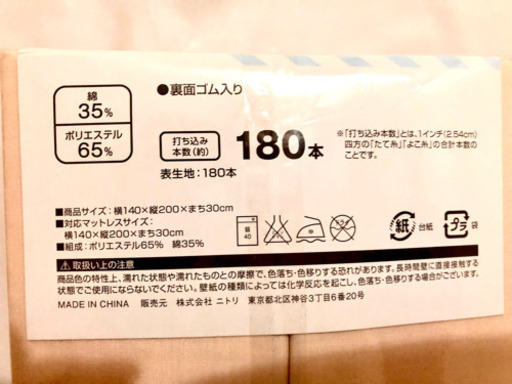 綿
35%
ポリエステル
65%
●裏面ゴム入り
打ち込み
本数(約)
180本
表生地:180本
※「打ち込み本数」とは、1インチ(2.54cm)
四方の「たて糸」「よこ糸」の合計本数の
ことです。
■商品サイズ:横140×縦200×まち30cm
■対応マットレスサイズ:
横140×縦200×まち30cm
■組成:ポリエステル65% 綿35%
40
紙 台紙
プラ 袋
⚠取扱い上の注意
商品色の特性上、濡れた状態や濡れたものとの摩擦で、色落ち・色移りする恐れがあります。長時間壁に直接接触する
状態でご使用にならないでください。壁紙の種類によっては化学反応を起こし、色落ち・色移りする場合がございます。
MADE IN CHINA 販売元 株式会社 ニトリ 東京都北区神谷3丁目6番20号